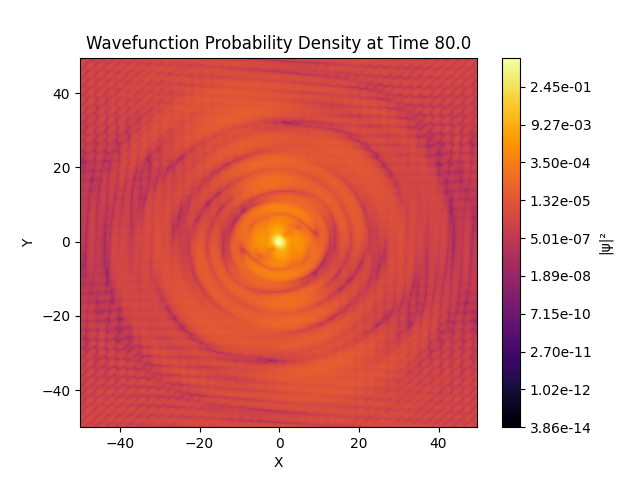 Wavefunction Probability Density at Time 80.0
Y
40
20
0
−20
−40
−40 −20 0 20 40
X
2.45e-01
9.27e-03
3.50e-04
1.32e-05
5.01e-07
1.89e-08
7.15e-10
2.70e-11
1.02e-12
3.86e-14
|ψ|²